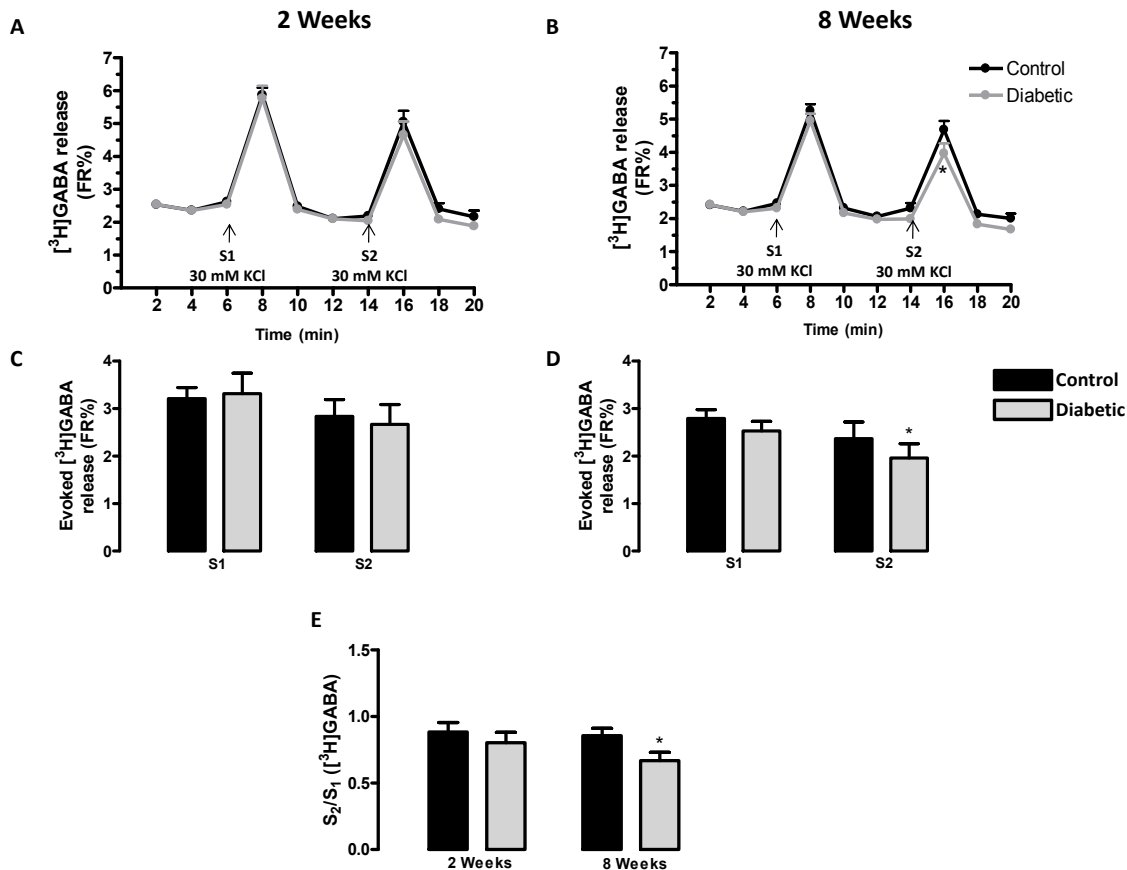 A
2 Weeks
[³H]GABA release
(FR%)
7
6
5
4
3
2
1
0
S1
30 mM KCl
S2
30 mM KCl
2 4 6 8 10 12 14 16 18 20
Time (min)
B
8 Weeks
[³H]GABA release
(FR%)
7
6
5
4
3
2
1
0
Control
Diabetic
*
S1
30 mM KCl
S2
30 mM KCl
2 4 6 8 10 12 14 16 18 20
Time (min)
C
Evoked [³H]GABA
release (FR%)
4
3
2
1
0
S1 S2
D
Evoked [³H]GABA
release (FR%)
4
3
2
1
0
*
S1 S2
Control
Diabetic
E
S₂/S₁ ([³H]GABA)
1.5
1.0
0.5
0.0
*
2 Weeks 8 Weeks